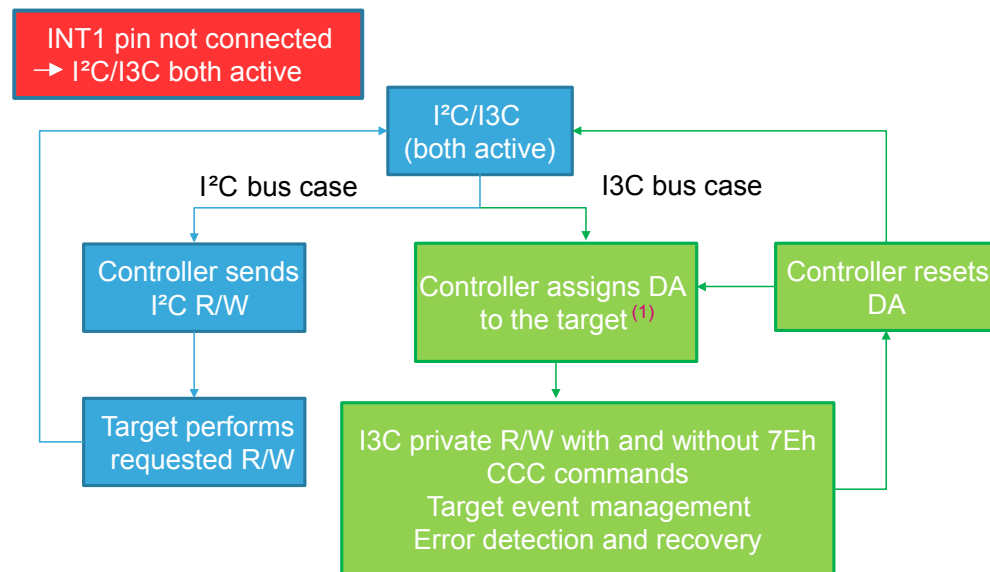 INT1 pin not connected
→ I²C/I3C both active
I²C/I3C
(both active)
I²C bus case
I3C bus case
Controller sends
I²C R/W
Controller assigns DA
to the target(1)
Controller resets
DA
Target performs
requested R/W
I3C private R/W with and without 7Eh
CCC commands
Target event management
Error detection and recovery